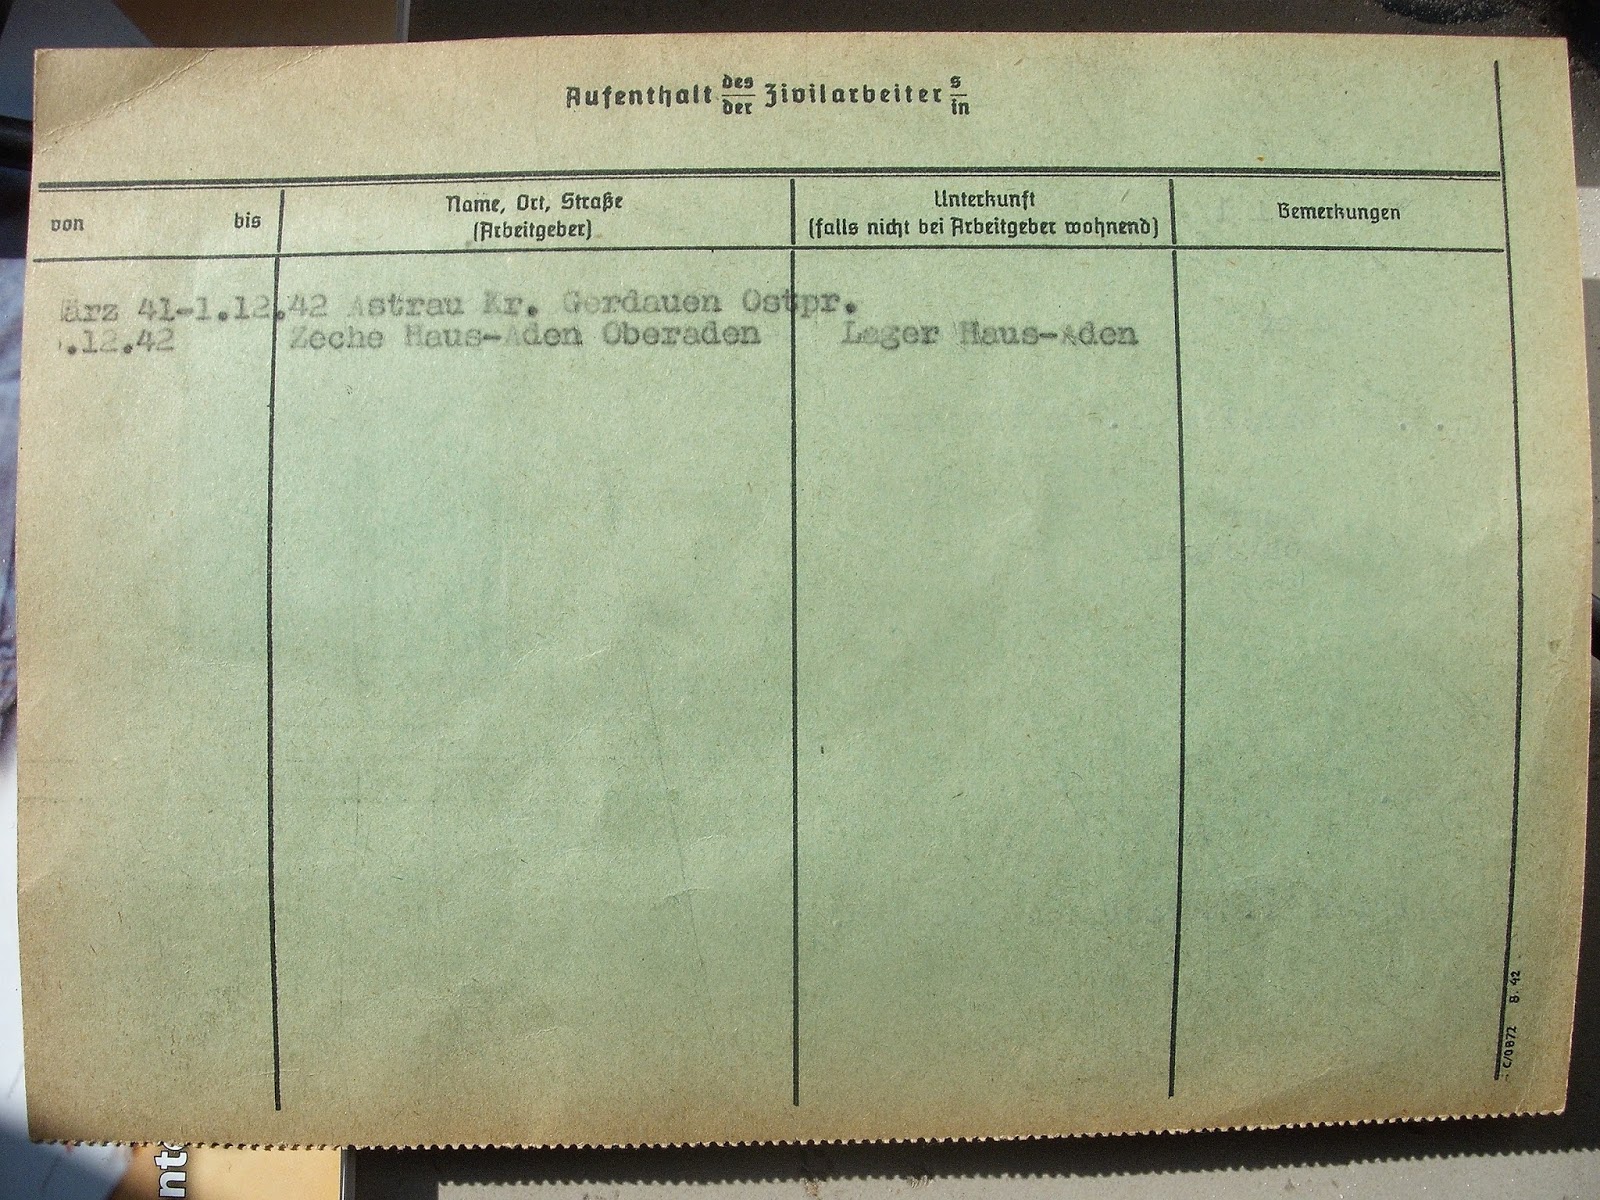 Aufenthalt des/der Zivilarbeiter s/in
von bis
Name, Ort, Straße
(Arbeitgeber)
Unterkunft
(falls nicht bei Arbeitgeber wohnend)
Bemerkungen
ärz 41-1.12.42 Astrau Kr. Gerdauen Ostpr.
.12.42 Zeche Haus-Aden Oberaden Lager Haus-Aden
C/0872 B. 42
nt